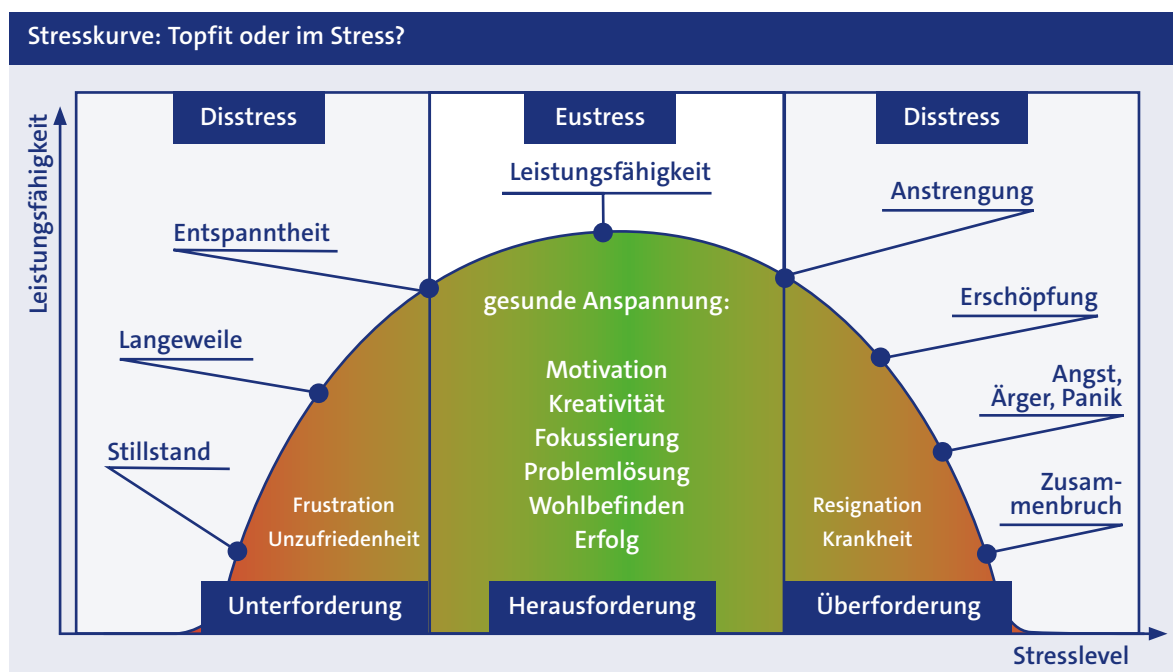 Stresskurve: Topfit oder im Stress?
Leistungsfähigkeit
Disstress
Eustress
Disstress
Leistungsfähigkeit
Anstrengung
Entspanntheit
Erschöpfung
gesunde Anspannung:
Langeweile
Motivation
Kreativität
Fokussierung
Problemlösung
Wohlbefinden
Erfolg
Angst,
Ärger, Panik
Stillstand
Zusam-
menbruch
Frustration
Unzufriedenheit
Resignation
Krankheit
Unterforderung
Herausforderung
Überforderung
Stresslevel